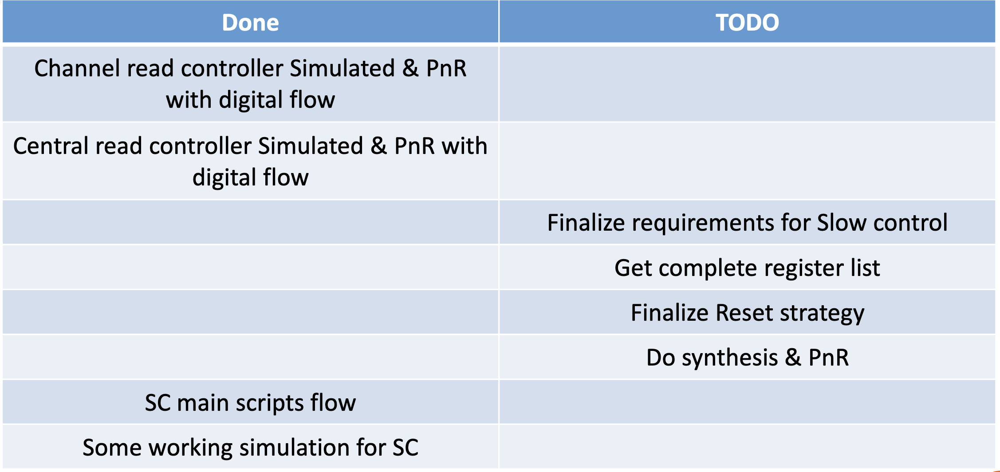 Done
TODO
Channel read controller Simulated & PnR
with digital flow
Central read controller Simulated & PnR with
digital flow
Finalize requirements for Slow control
Get complete register list
Finalize Reset strategy
Do synthesis & PnR
SC main scripts flow
Some working simulation for SC